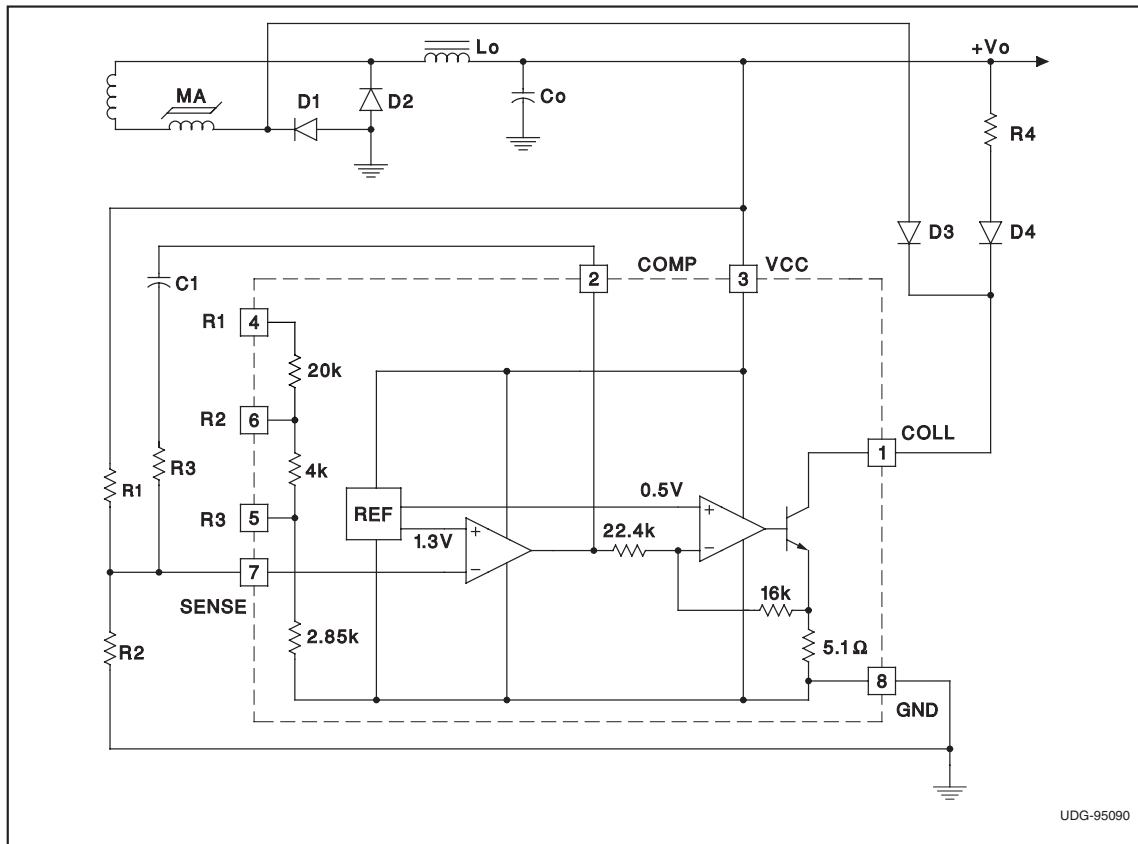 Lo
+Vo
MA
D1
D2
Co
R4
D3
D4
C1
2
COMP
3
VCC
R1
4
20k
R2
6
COLL
1
R3
4k
0.5V
R1
R3
5
REF
1.3V
22.4k
+
-
+
-
7
SENSE
16k
R2
2.85k
5.1Ω
8
GND
UDG-95090